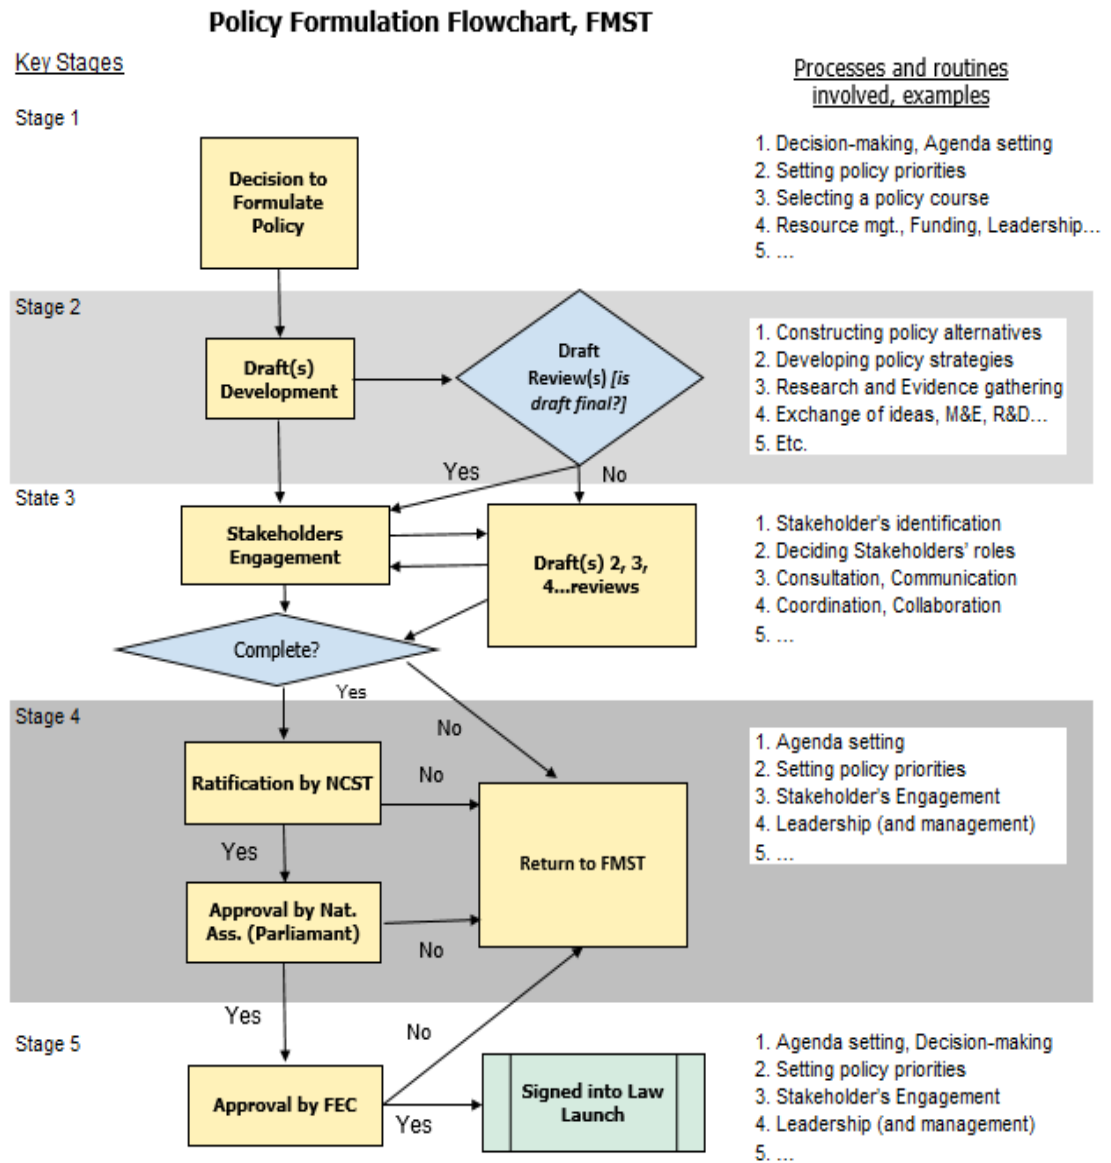 Policy Formulation Flowchart, FMST
Key Stages
Processes and routines
involved, examples
Stage 1
1. Decision-making, Agenda setting
2. Setting policy priorities
3. Selecting a policy course
4. Resource mgt., Funding, Leadership...
5. ...
Decision to
Formulate
Policy
Stage 2
Draft(s)
Development
Draft
Review(s) [is
draft final?]
1. Constructing policy alternatives
2. Developing policy strategies
3. Research and Evidence gathering
4. Exchange of ideas, M&E, R&D...
5. Etc.
Yes
No
State 3
Stakeholders
Engagement
Draft(s) 2, 3,
4...reviews
1. Stakeholder's identification
2. Deciding Stakeholders' roles
3. Consultation, Communication
4. Coordination, Collaboration
5. ...
Complete?
Yes
No
Stage 4
Ratification by NCST
No
Yes
Return to FMST
1. Agenda setting
2. Setting policy priorities
3. Stakeholder's Engagement
4. Leadership (and management)
5. ...
Approval by Nat.
Ass. (Parliamant)
No
Yes
No
Stage 5
Approval by FEC
Yes
Signed into Law
Launch
1. Agenda setting, Decision-making
2. Setting policy priorities
3. Stakeholder's Engagement
4. Leadership (and management)
5. ...